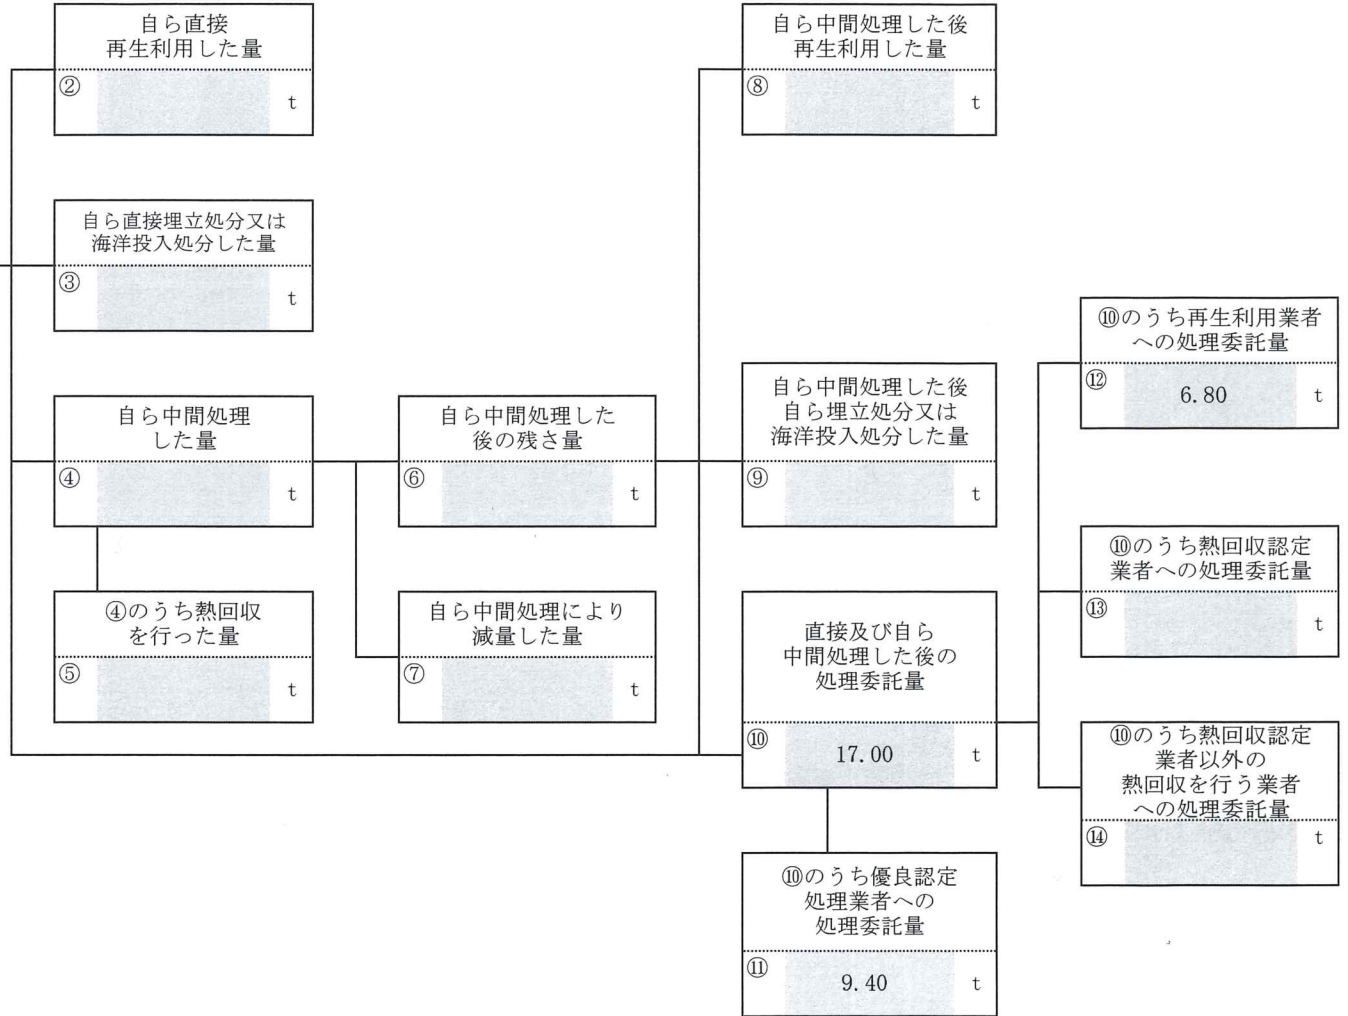 自ら直接
再生利用した量
② t
自ら直接埋立処分又は
海洋投入処分した量
③ t
自ら中間処理
した量
④ t
④のうち熱回収
を行った量
⑤ t
自ら中間処理した
後の残さ量
⑥ t
自ら中間処理により
減量した量
⑦ t
自ら中間処理した後
再生利用した量
⑧ t
自ら中間処理した後
自ら埋立処分又は
海洋投入処分した量
⑨ t
直接及び自ら
中間処理した後の
処理委託量
⑩ 17.00 t
⑩のうち優良認定
処理業者への
処理委託量
⑪ 9.40 t
⑩のうち再生利用業者
への処理委託量
⑫ 6.80 t
⑩のうち熱回収認定
業者への処理委託量
⑬ t
⑩のうち熱回収認定
業者以外の
熱回収を行う業者
への処理委託量
⑭ t